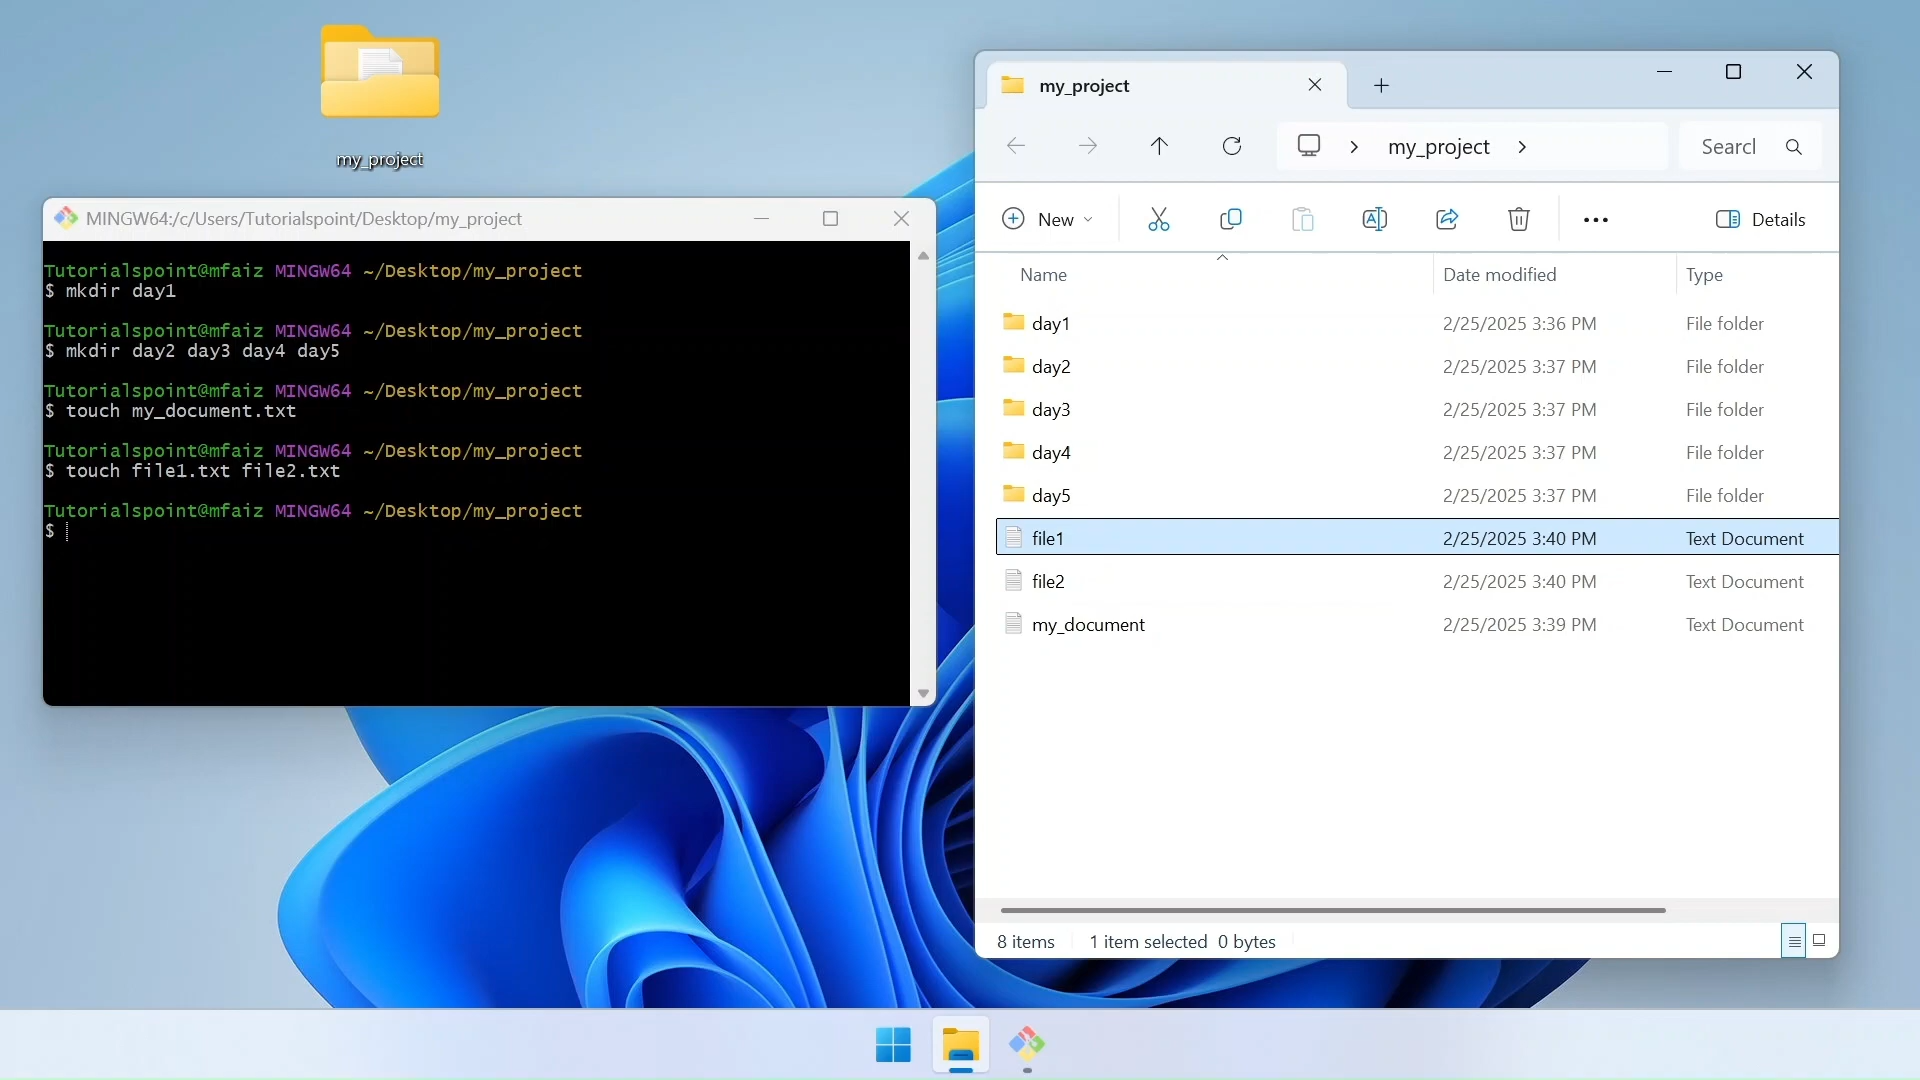 my_project
MINGW64:/c/Users/Tutorialspoint/Desktop/my_project
Tutorialspoint@mfaiz MINGW64 ~/Desktop/my_project
$ mkdir day1
Tutorialspoint@mfaiz MINGW64 ~/Desktop/my_project
$ mkdir day2 day3 day4 day5
Tutorialspoint@mfaiz MINGW64 ~/Desktop/my_project
$ touch my_document.txt
Tutorialspoint@mfaiz MINGW64 ~/Desktop/my_project
$ touch file1.txt file2.txt
Tutorialspoint@mfaiz MINGW64 ~/Desktop/my_project
$
my_project
my_project
Searcl
New
Details
Name Date modified Type
day1 2/25/2025 3:36 PM File folder
day2 2/25/2025 3:37 PM File folder
day3 2/25/2025 3:37 PM File folder
day4 2/25/2025 3:37 PM File folder
day5 2/25/2025 3:37 PM File folder
file1 2/25/2025 3:40 PM Text Document
file2 2/25/2025 3:40 PM Text Document
my_document 2/25/2025 3:39 PM Text Document
8 items 1 item selected 0 bytes